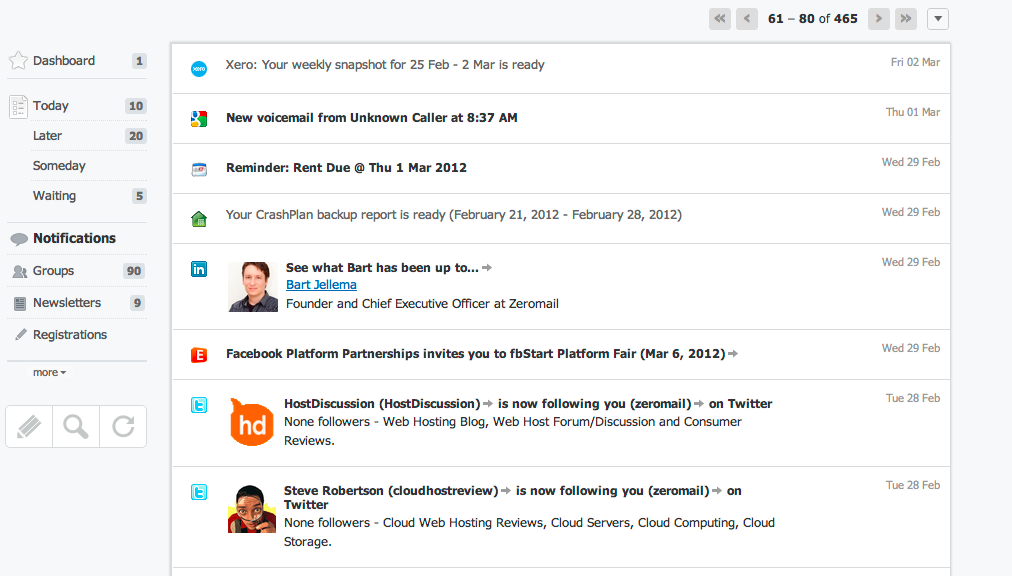 61 – 80 of 465
Dashboard 1
Today 10
Later 20
Someday
Waiting 5
Notifications
Groups 90
Newsletters 9
Registrations
more
xero
Xero: Your weekly snapshot for 25 Feb - 2 Mar is ready
Fri 02 Mar
New voicemail from Unknown Caller at 8:37 AM
Thu 01 Mar
Reminder: Rent Due @ Thu 1 Mar 2012
Wed 29 Feb
Your CrashPlan backup report is ready (February 21, 2012 - February 28, 2012)
Wed 29 Feb
in
See what Bart has been up to...
Wed 29 Feb
Bart Jellema
Founder and Chief Executive Officer at Zeromail
E
Facebook Platform Partnerships invites you to fbStart Platform Fair (Mar 6, 2012)
Wed 29 Feb
t
hd
HostDiscussion (HostDiscussion) is now following you (zeromail) on Twitter
Tue 28 Feb
None followers - Web Hosting Blog, Web Host Forum/Discussion and Consumer
Reviews.
t
Steve Robertson (cloudhostreview) is now following you (zeromail) on
Twitter
Tue 28 Feb
None followers - Cloud Web Hosting Reviews, Cloud Servers, Cloud Computing, Cloud
Storage.